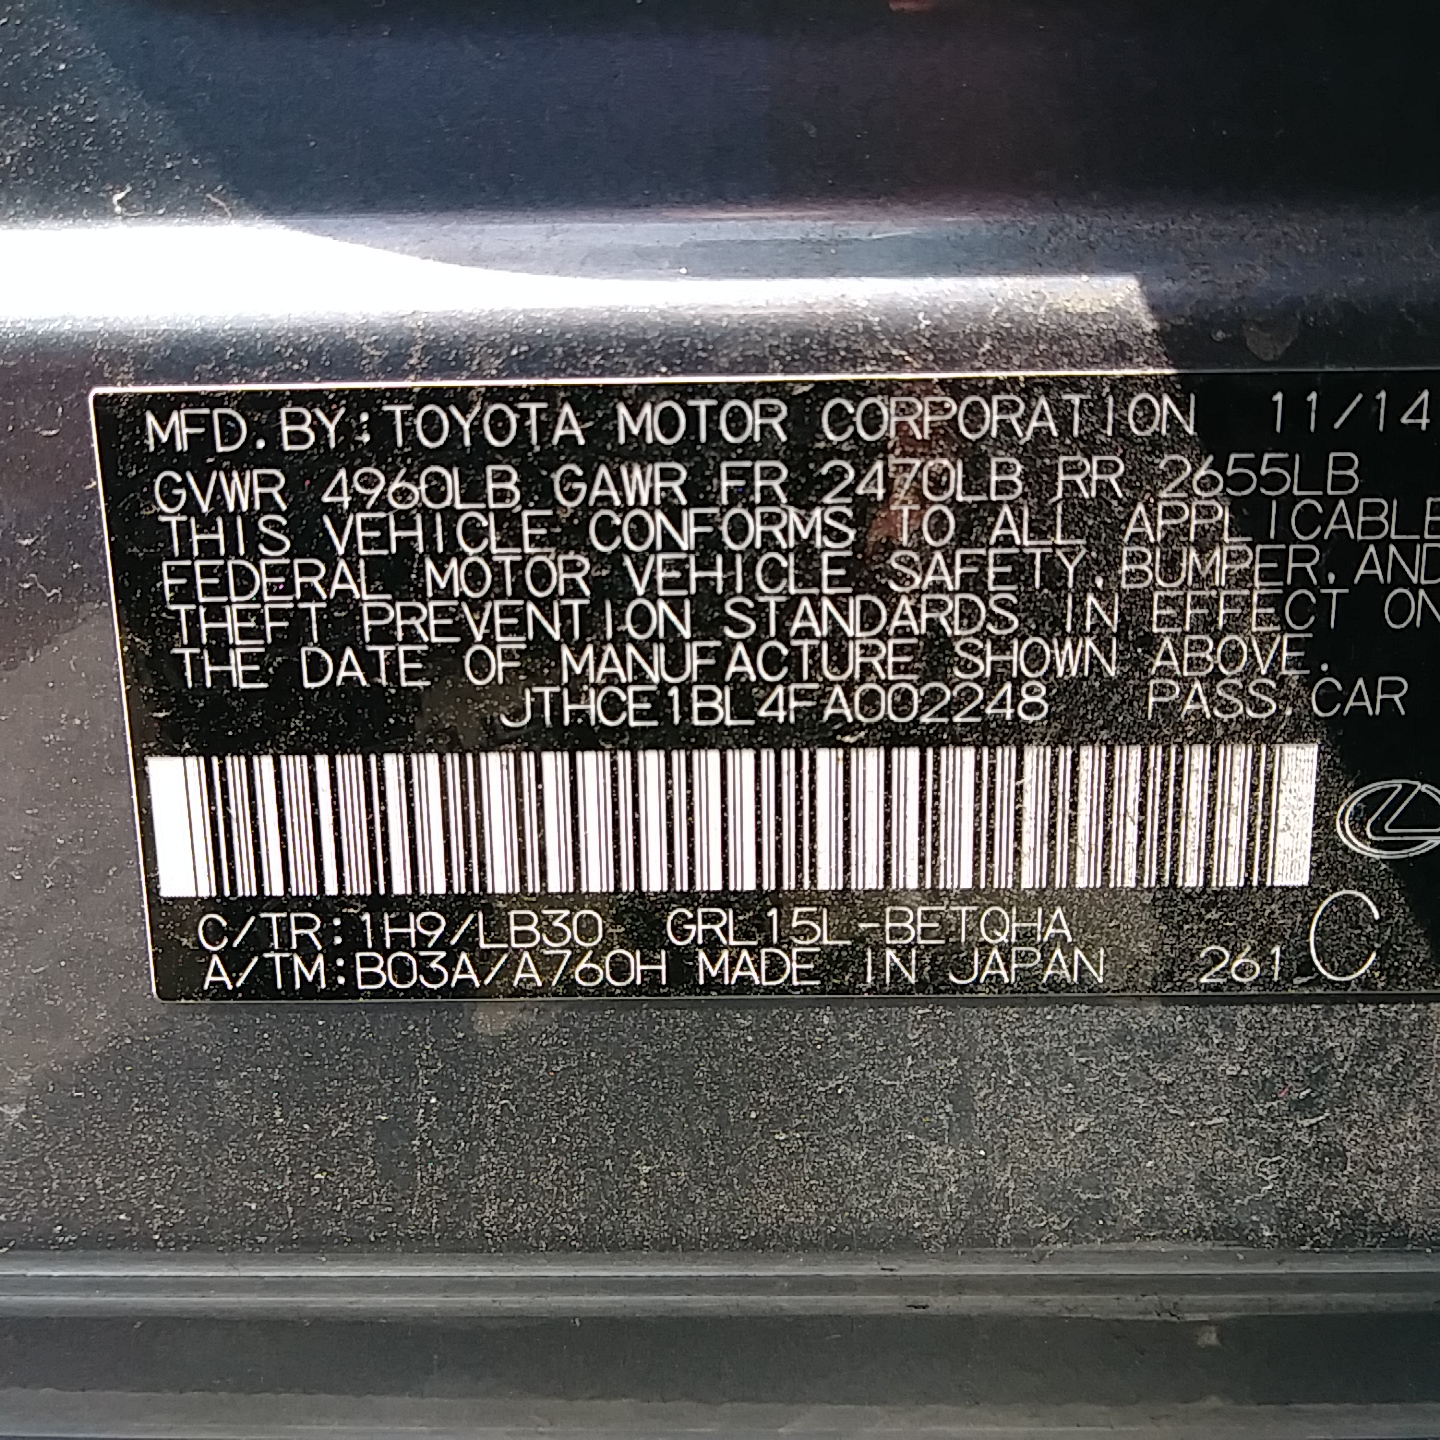 MFD. BY: TOYOTA MOTOR CORPORATION 11/14
GVWR 4960LB GAWR FR 2470LB RR 2655LB
THIS VEHICLE CONFORMS TO ALL APPLICABLE
FEDERAL MOTOR VEHICLE SAFETY, BUMPER, AND
THEFT PREVENTION STANDARDS IN EFFECT ON
THE DATE OF MANUFACTURE SHOWN ABOVE.
JTHCE1BL4FA002248 PASS. CAR
C/TR: 1H9/LB30 GRL15L-BETQHA
A/TM: B03A/A760H MADE IN JAPAN 261 C